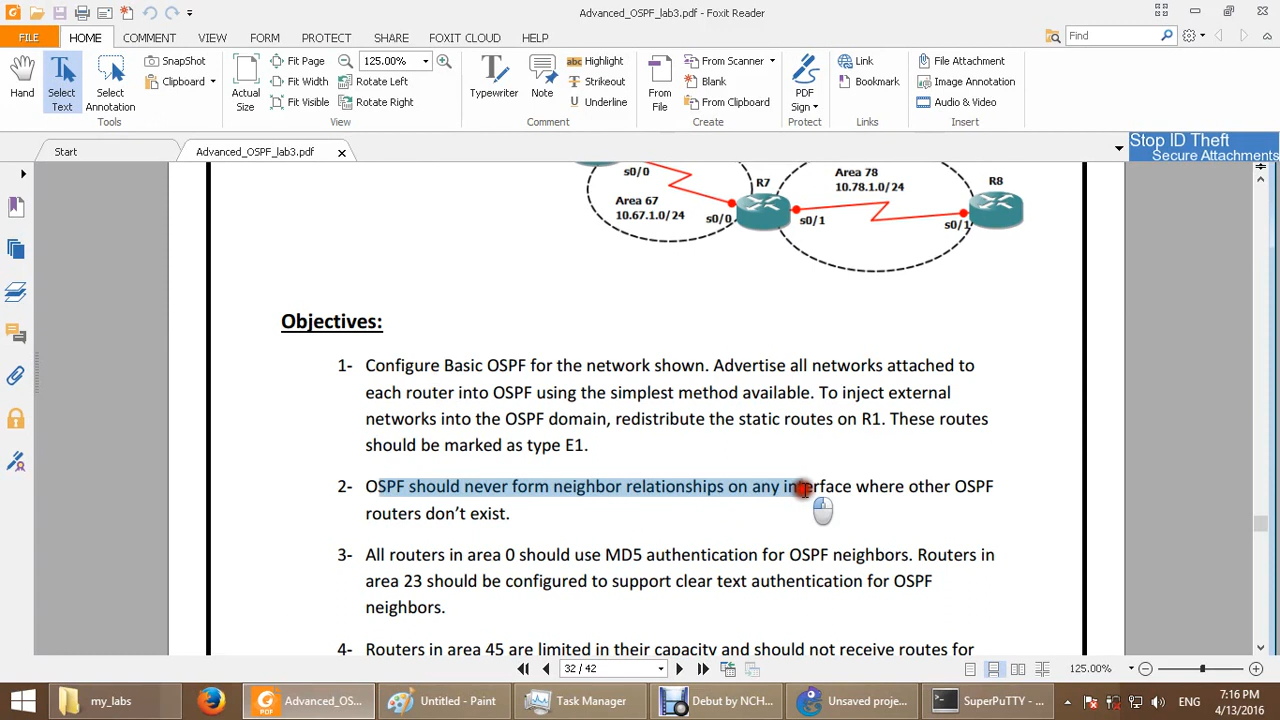 Advanced_OSPF_lab3.pdf - Foxit Reader
FILE HOME COMMENT VIEW FORM PROTECT SHARE FOXIT CLOUD HELP
Find
Hand
Select Text
Select Annotation
SnapShot
Clipboard
Tools
Actual Size
Fit Page
Fit Width
Fit Visible
125.00%
Rotate Left
Rotate Right
View
Typewriter
Note
Highlight
Strikeout
Underline
Comment
From File
From Scanner
Blank
From Clipboard
Create
PDF Sign
Protect
Link
Bookmark
Links
File Attachment
Image Annotation
Audio & Video
Insert
Start
Advanced_OSPF_lab3.pdf
Stop ID Theft
Secure Attachments
s0/0
Area 67
10.67.1.0/24
s0/0
R7
s0/1
Area 78
10.78.1.0/24
R8
s0/1
Objectives:
1- Configure Basic OSPF for the network shown. Advertise all networks attached to
each router into OSPF using the simplest method available. To inject external
networks into the OSPF domain, redistribute the static routes on R1. These routes
should be marked as type E1.
2- OSPF should never form neighbor relationships on any interface where other OSPF
routers don't exist.
3- All routers in area 0 should use MD5 authentication for OSPF neighbors. Routers in
area 23 should be configured to support clear text authentication for OSPF
neighbors.
4- Routers in area 45 are limited in their capacity and should not receive routes for
32 / 42
125.00%
my_labs
Advanced_OS...
Untitled - Paint
Task Manager
Debut by NCH...
Unsaved proje...
SuperPuTTY - ...
ENG
7:16 PM
4/13/2016